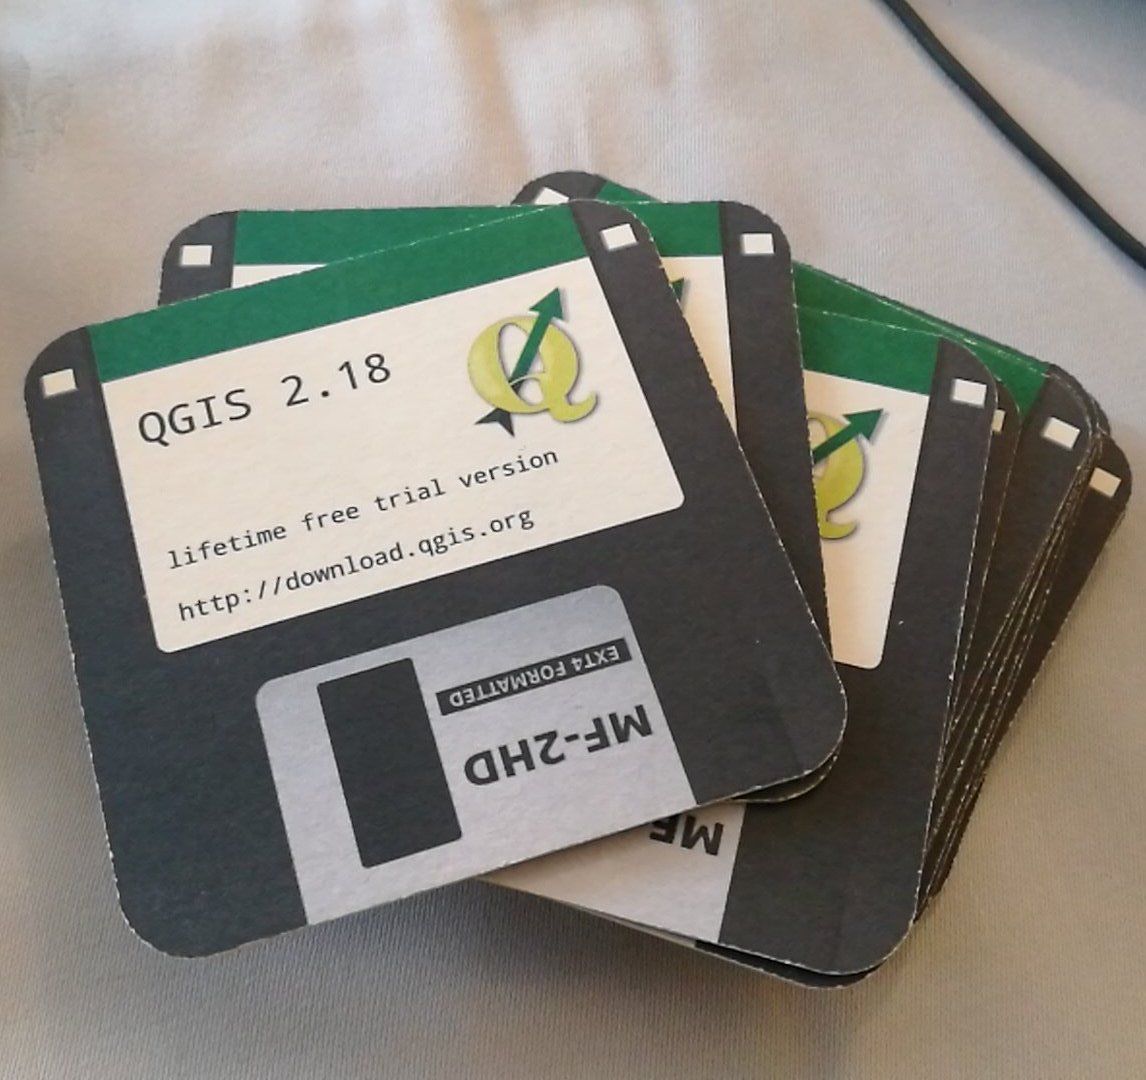 QGIS 2.18
lifetime free trial version
http://download.qgis.org
EXT4 FORMATTED
MF-2HD